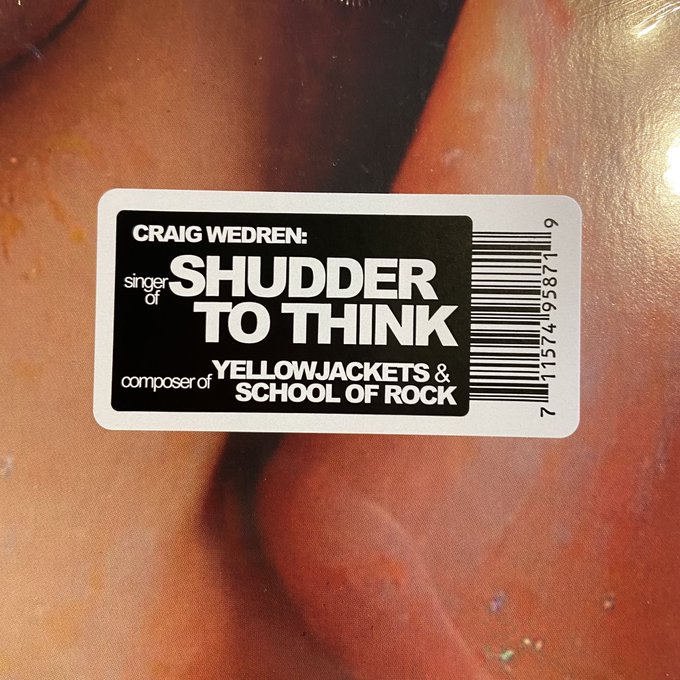 CRAIG WEDREN:
singer of SHUDDER
TO THINK
composer of YELLOWJACKETS &
SCHOOL OF ROCK
7 11574 95871 9